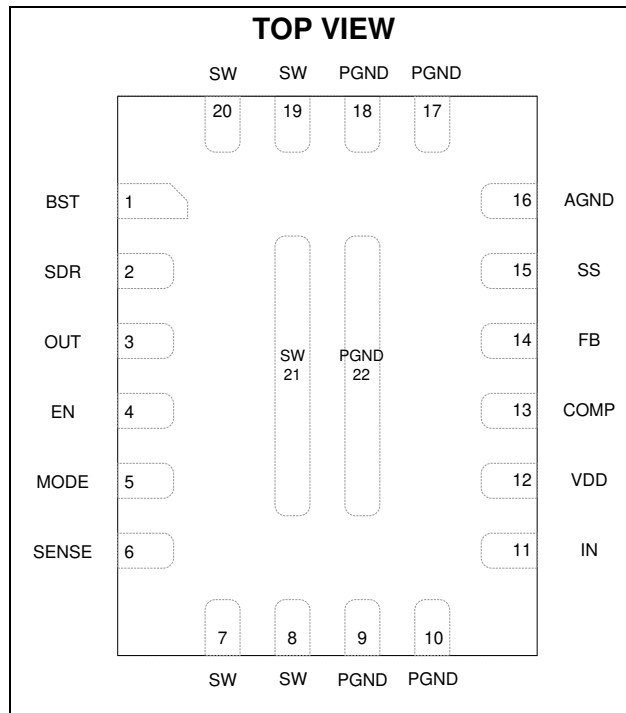 TOP VIEW
SW SW PGND PGND
20 19 18 17
BST 1 16 AGND
SDR 2 15 SS
OUT 3 14 FB
SW PGND
21 22
EN 4 13 COMP
MODE 5 12 VDD
SENSE 6 11 IN
7 8 9 10
SW SW PGND PGND